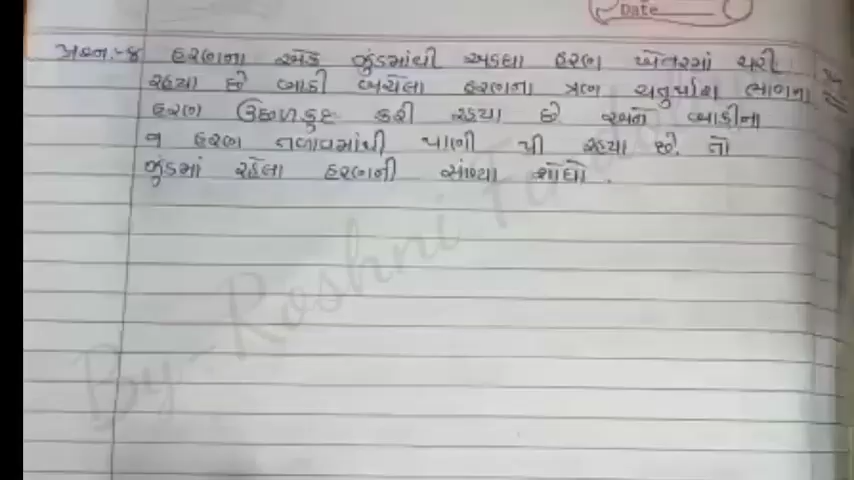 Date
પ્રશ્ન.-૪ હરણના એક ઝુંડમાંથી અડધા હરણ ખેતરમાં ચરી
રહ્યા છે બાકી બચેલા હરણના ત્રણ ચતુર્થાંશ ભાગના
હરણ ઉછળકુદ કરી રહ્યા છે અને બાકીના
૧ હરણ તળાવમાંથી પાણી પી રહ્યા છે. તો
ઝુંડમાં રહેલા હરણની સંખ્યા શોધો.
By-Roshni